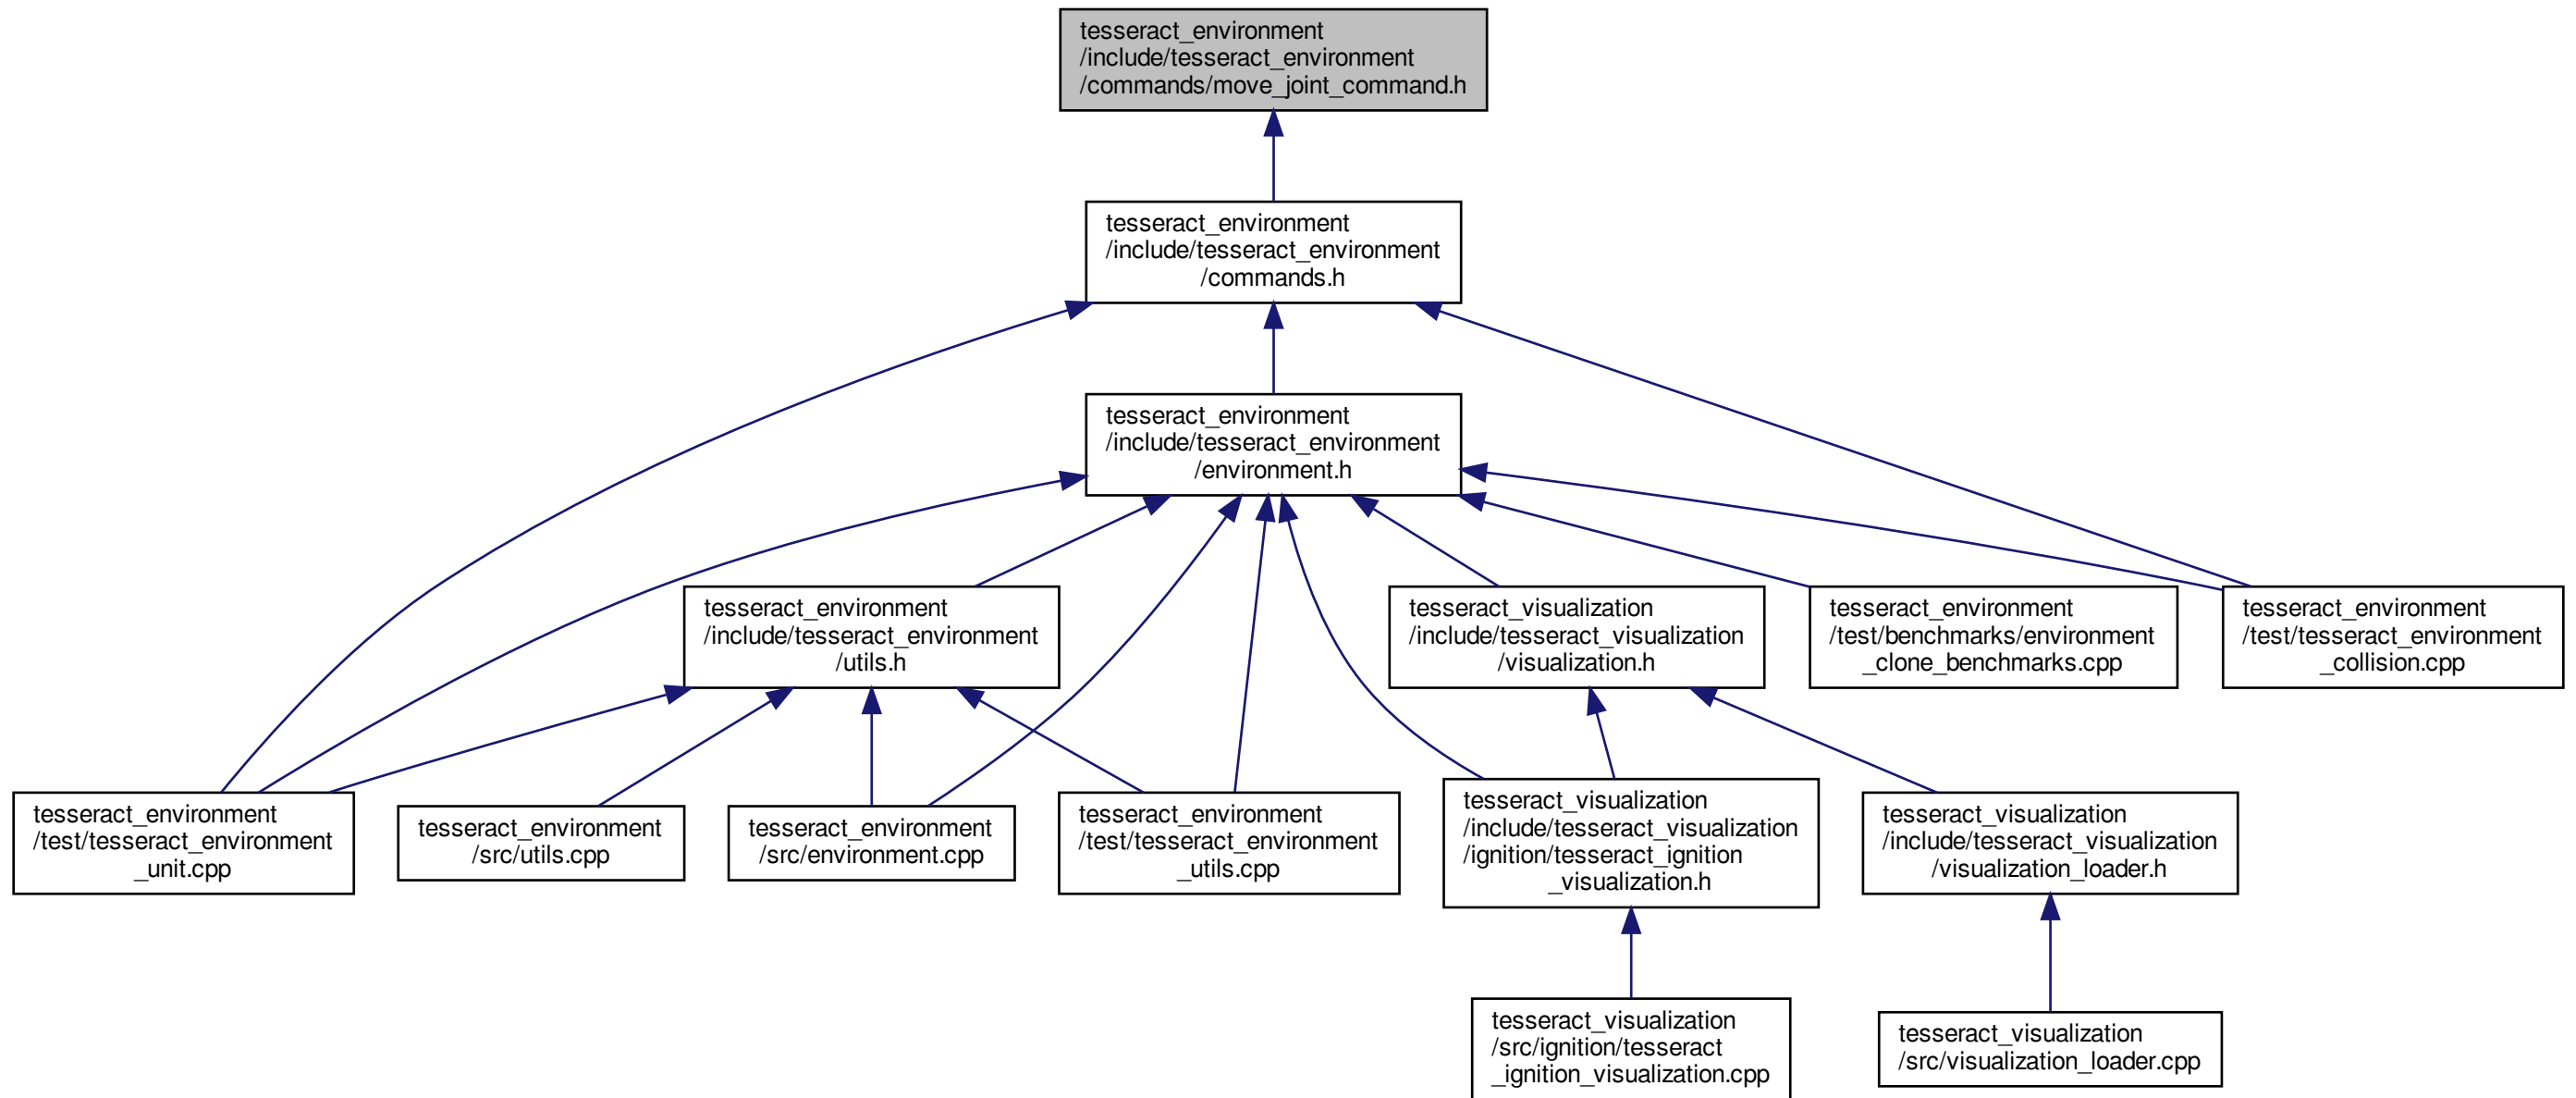 tesseract_environment
/include/tesseract_environment
/commands/move_joint_command.h
tesseract_environment
/include/tesseract_environment
/commands.h
tesseract_environment
/include/tesseract_environment
/environment.h
tesseract_environment
/include/tesseract_environment
/utils.h
tesseract_visualization
/include/tesseract_visualization
/visualization.h
tesseract_environment
/test/benchmarks/environment
_clone_benchmarks.cpp
tesseract_environment
/test/tesseract_environment
_collision.cpp
tesseract_environment
/test/tesseract_environment
_unit.cpp
tesseract_environment
/src/utils.cpp
tesseract_environment
/src/environment.cpp
tesseract_environment
/test/tesseract_environment
_utils.cpp
tesseract_visualization
/include/tesseract_visualization
/ignition/tesseract_ignition
_visualization.h
tesseract_visualization
/include/tesseract_visualization
/visualization_loader.h
tesseract_visualization
/src/ignition/tesseract
_ignition_visualization.cpp
tesseract_visualization
/src/visualization_loader.cpp